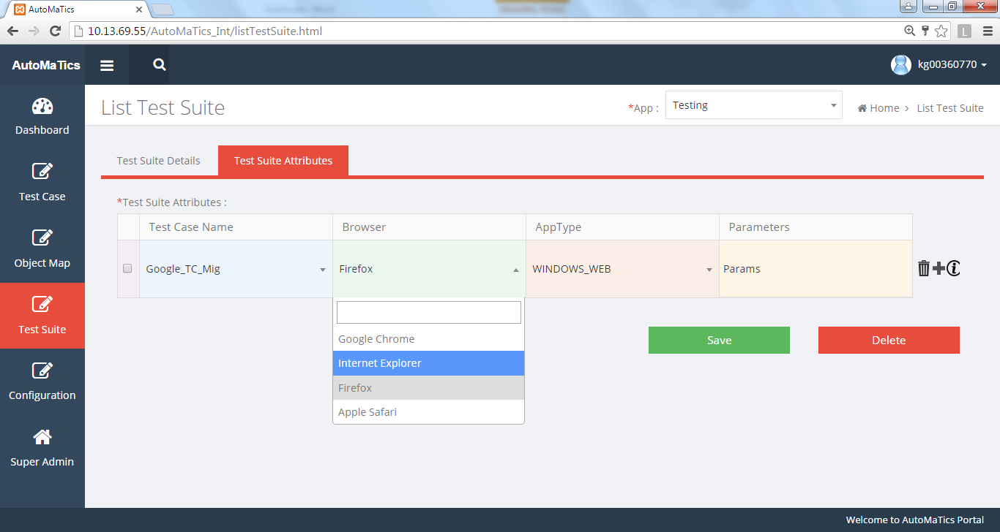 AutoMaTics
10.13.69.55/AutoMaTics_Int/listTestSuite.html
L
AutoMaTics
kg00360770
Dashboard
Test Case
Object Map
Test Suite
Configuration
Super Admin
List Test Suite
*App :
Testing
Home > List Test Suite
Test Suite Details
Test Suite Attributes
*Test Suite Attributes :
Test Case Name Browser AppType Parameters
Google_TC_Mig Firefox WINDOWS_WEB Params
Google Chrome
Internet Explorer
Firefox
Apple Safari
Save
Delete
Welcome to AutoMaTics Portal